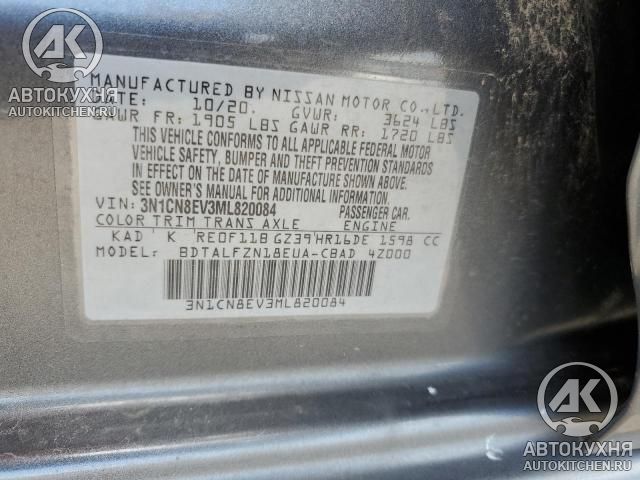 АК
АВТОКУХНЯ
AUTOKITCHEN.RU
MANUFACTURED BY NISSAN MOTOR CO.,LTD.
DATE: 10/20. GVWR: 3624 LBS
GAWR FR: 1905 LBS GAWR RR: 1720 LBS
THIS VEHICLE CONFORMS TO ALL APPLICABLE FEDERAL MOTOR
VEHICLE SAFETY, BUMPER AND THEFT PREVENTION STANDARDS
IN EFFECT ON THE DATE OF MANUFACTURE SHOWN ABOVE.
SEE OWNER'S MANUAL FOR ADDITIONAL INFORMATION.
VIN: 3N1CN8EV3ML820084 PASSENGER CAR.
COLOR TRIM TRANS AXLE ENGINE
KAD K RE0F11B GZ39 HR16DE 1598 CC
MODEL: BDTALFZN18EUA-CBAD 4Z000
3N1CN8EV3ML820084
АК
АВТОКУХНЯ
AUTOKITCHEN.RU